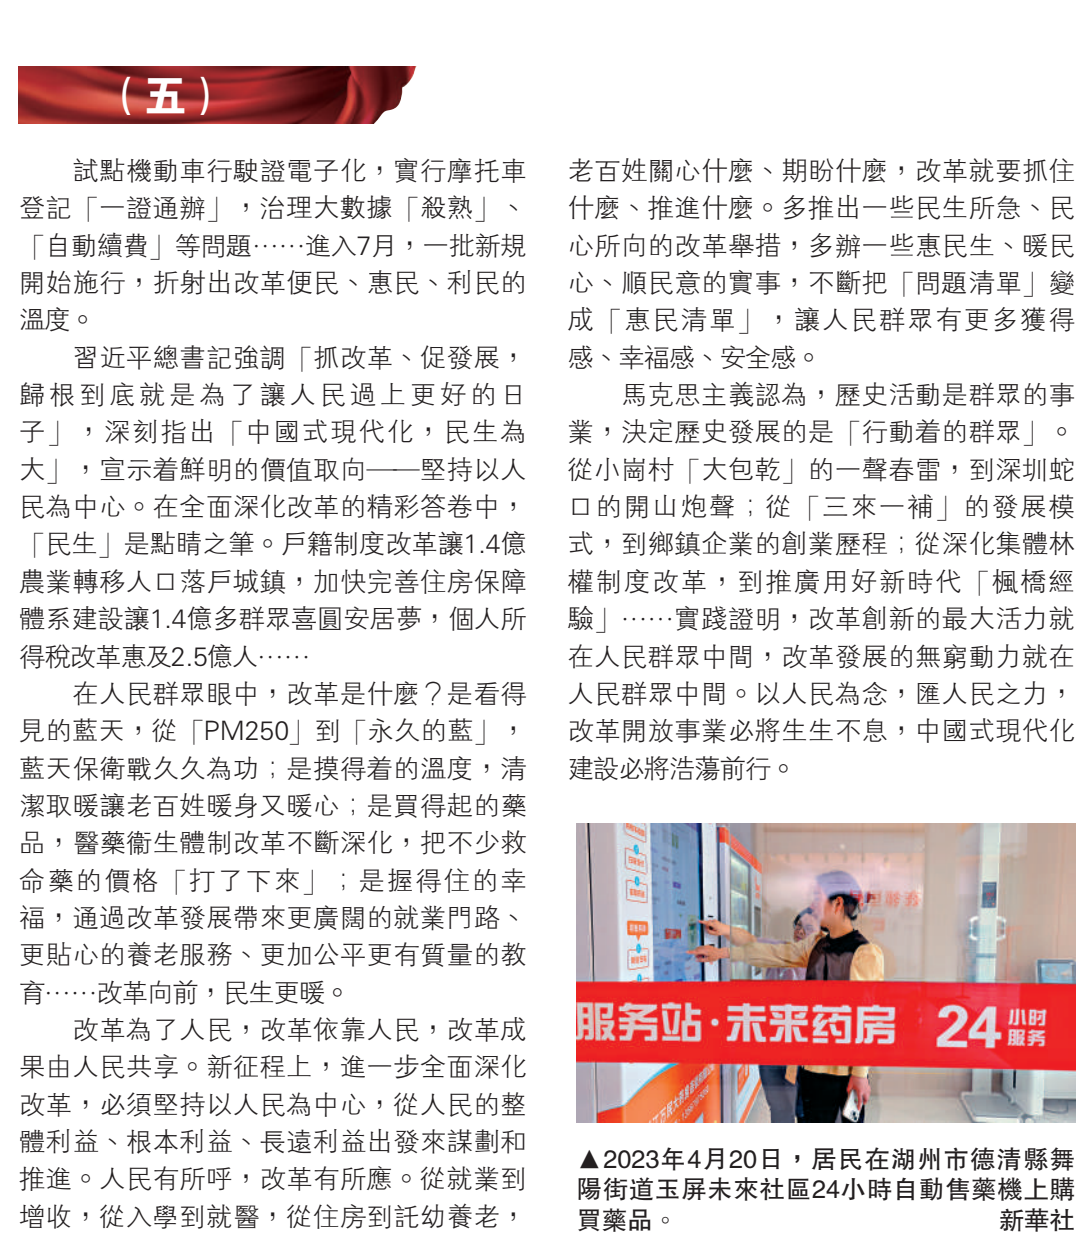 （五）
試點機動車行駛證電子化，實行摩托車
登記「一證通辦」，治理大數據「殺熟」、
「自動續費」等問題……進入7月，一批新規
開始施行，折射出改革便民、惠民、利民的
溫度。
習近平總書記強調「抓改革、促發展，
歸根到底就是為了讓人民過上更好的日
子」，深刻指出「中國式現代化，民生為
大」，宣示着鮮明的價值取向——堅持以人
民為中心。在全面深化改革的精彩答卷中，
「民生」是點睛之筆。戶籍制度改革讓1.4億
農業轉移人口落戶城鎮，加快完善住房保障
體系建設讓1.4億多群眾喜圓安居夢，個人所
得稅改革惠及2.5億人……
在人民群眾眼中，改革是什麼？是看得
見的藍天，從「PM250」到「永久的藍」，
藍天保衛戰久久為功；是摸得着的溫度，清
潔取暖讓老百姓暖身又暖心；是買得起的藥
品，醫藥衞生體制改革不斷深化，把不少救
命藥的價格「打了下來」；是握得住的幸
福，通過改革發展帶來更廣闊的就業門路、
更貼心的養老服務、更加公平更有質量的教
育……改革向前，民生更暖。
改革為了人民，改革依靠人民，改革成
果由人民共享。新征程上，進一步全面深化
改革，必須堅持以人民為中心，從人民的整
體利益、根本利益、長遠利益出發來謀劃和
推進。人民有所呼，改革有所應。從就業到
增收，從入學到就醫，從住房到託幼養老，
老百姓關心什麼、期盼什麼，改革就要抓住
什麼、推進什麼。多推出一些民生所急、民
心所向的改革舉措，多辦一些惠民生、暖民
心、順民意的實事，不斷把「問題清單」變
成「惠民清單」，讓人民群眾有更多獲得
感、幸福感、安全感。
馬克思主義認為，歷史活動是群眾的事
業，決定歷史發展的是「行動着的群眾」。
從小崗村「大包乾」的一聲春雷，到深圳蛇
口的開山炮聲；從「三來一補」的發展模
式，到鄉鎮企業的創業歷程；從深化集體林
權制度改革，到推廣用好新時代「楓橋經
驗」……實踐證明，改革創新的最大活力就
在人民群眾中間，改革發展的無窮動力就在
人民群眾中間。以人民為念，匯人民之力，
改革開放事業必將生生不息，中國式現代化
建設必將浩蕩前行。
服务站·未来药房 24小时服务
▲2023年4月20日，居民在湖州市德清縣舞
陽街道玉屏未來社區24小時自動售藥機上購
買藥品。 新華社